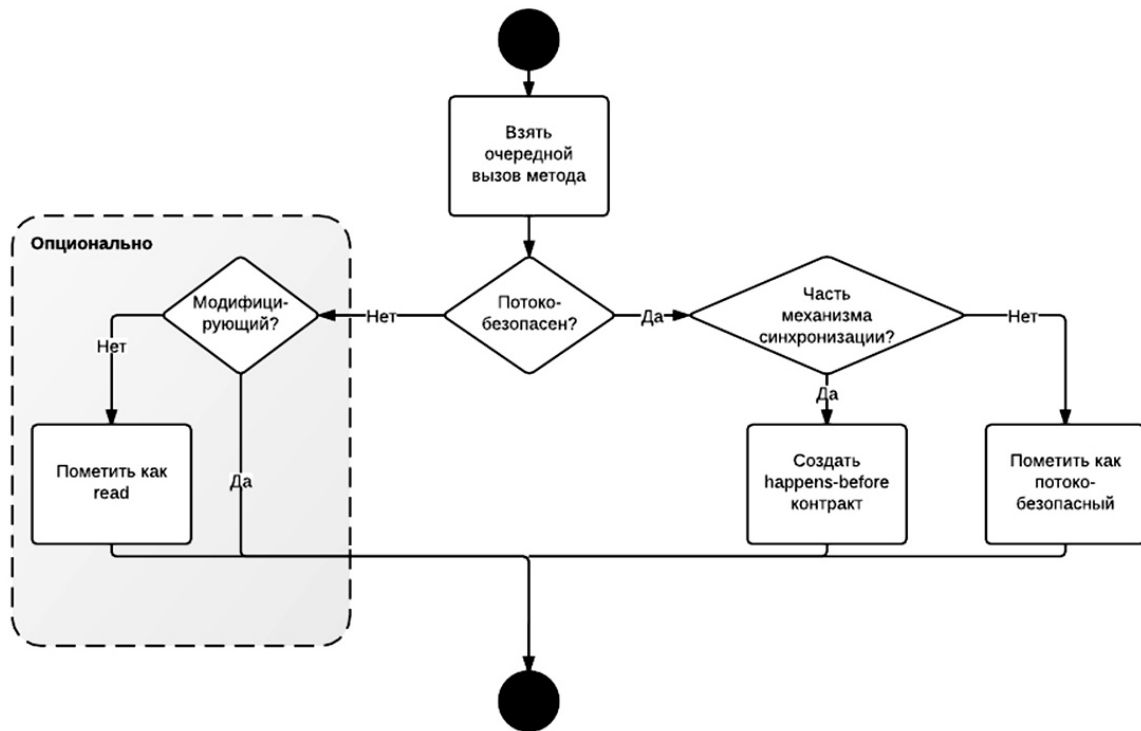 Взять
очередной
вызов метода
Опционально
Модифици-
рующий?
Нет
Потоко-
безопасен?
Да
Часть
механизма
синхронизации?
Нет
Нет
Да
Да
Пометить как
read
Создать
happens-before
контракт
Пометить как
потоко-
безопасный